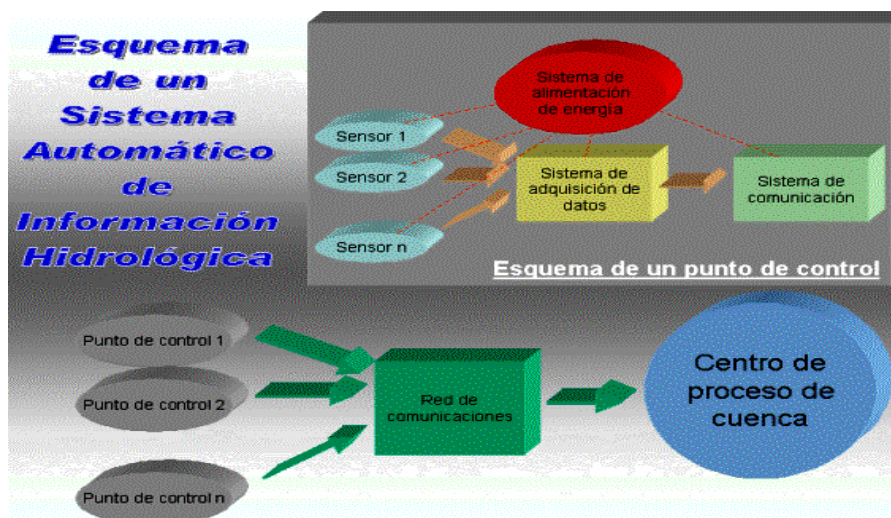 Esquema
de un
Sistema
Automático
de
Información
Hidrológica
Sistema de
alimentación
de energía
Sensor 1
Sensor 2
Sensor n
Sistema de
adquisición de
datos
Sistema de
comunicación
Esquema de un punto de control
Punto de control 1
Punto de control 2
Punto de control n
Red de
comunicaciones
Centro de
proceso de
cuenca